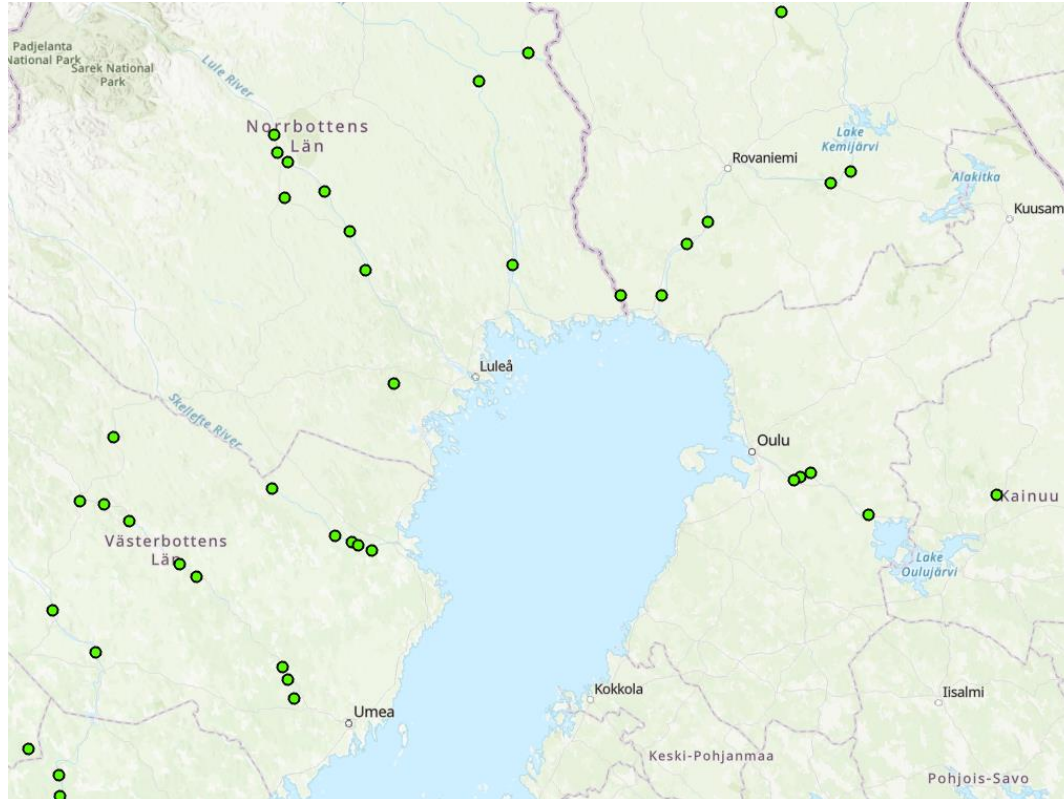 Padjelanta
National Park
Sarek National
Park
Lule River
Norrbottens
Län
Lake
Kemijärvi
Rovaniemi
Alakitka
Kuusam
Luleå
Skellefte River
Oulu
Kainuu
Västerbottens
Län
Lake
Oulujärvi
Kokkola
Iisalmi
Umea
Keski-Pohjanmaa
Pohjois-Savo